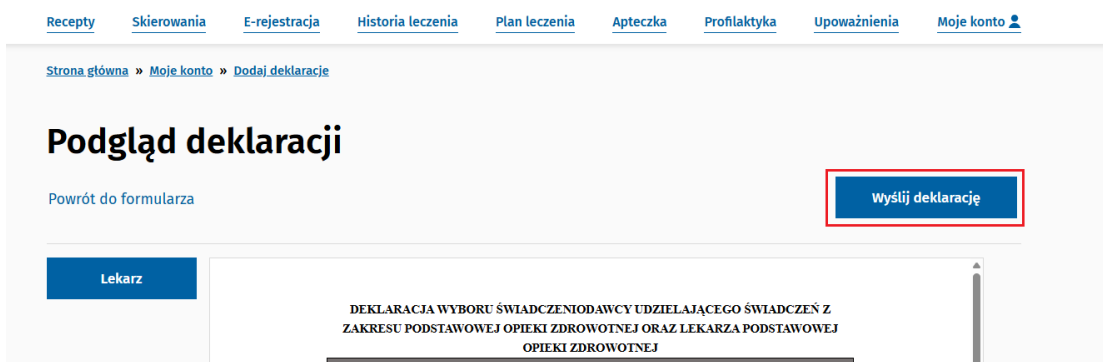 Recepty Skierowania E-rejestracja Historia leczenia Plan leczenia Apteczka Profilaktyka Upoważnienia Moje konto
Strona główna » Moje konto » Dodaj deklaracje
Podgląd deklaracji
Powrót do formularza
Wyślij deklarację
Lekarz
DEKLARACJA WYBORU ŚWIADCZENIODAWCY UDZIELAJĄCEGO ŚWIADCZEŃ Z
ZAKRESU PODSTAWOWEJ OPIEKI ZDROWOTNEJ ORAZ LEKARZA PODSTAWOWEJ
OPIEKI ZDROWOTNEJ